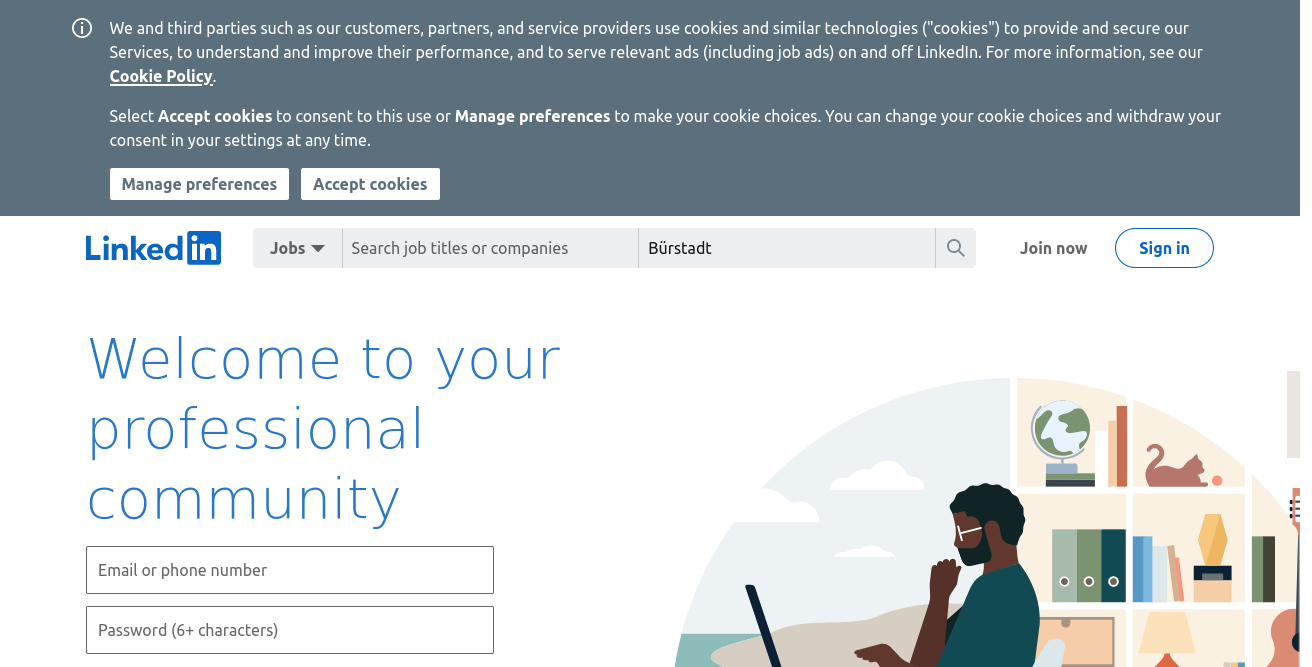 We and third parties such as our customers, partners, and service providers use cookies and similar technologies ("cookies") to provide and secure our
Services, to understand and improve their performance, and to serve relevant ads (including job ads) on and off LinkedIn. For more information, see our
Cookie Policy.
Select Accept cookies to consent to this use or Manage preferences to make your cookie choices. You can change your cookie choices and withdraw your
consent in your settings at any time.
Manage preferences Accept cookies
Linkedin Jobs Search job titles or companies Bürstadt Join now Sign in
Welcome to your
professional
community
Email or phone number
Password (6+ characters)